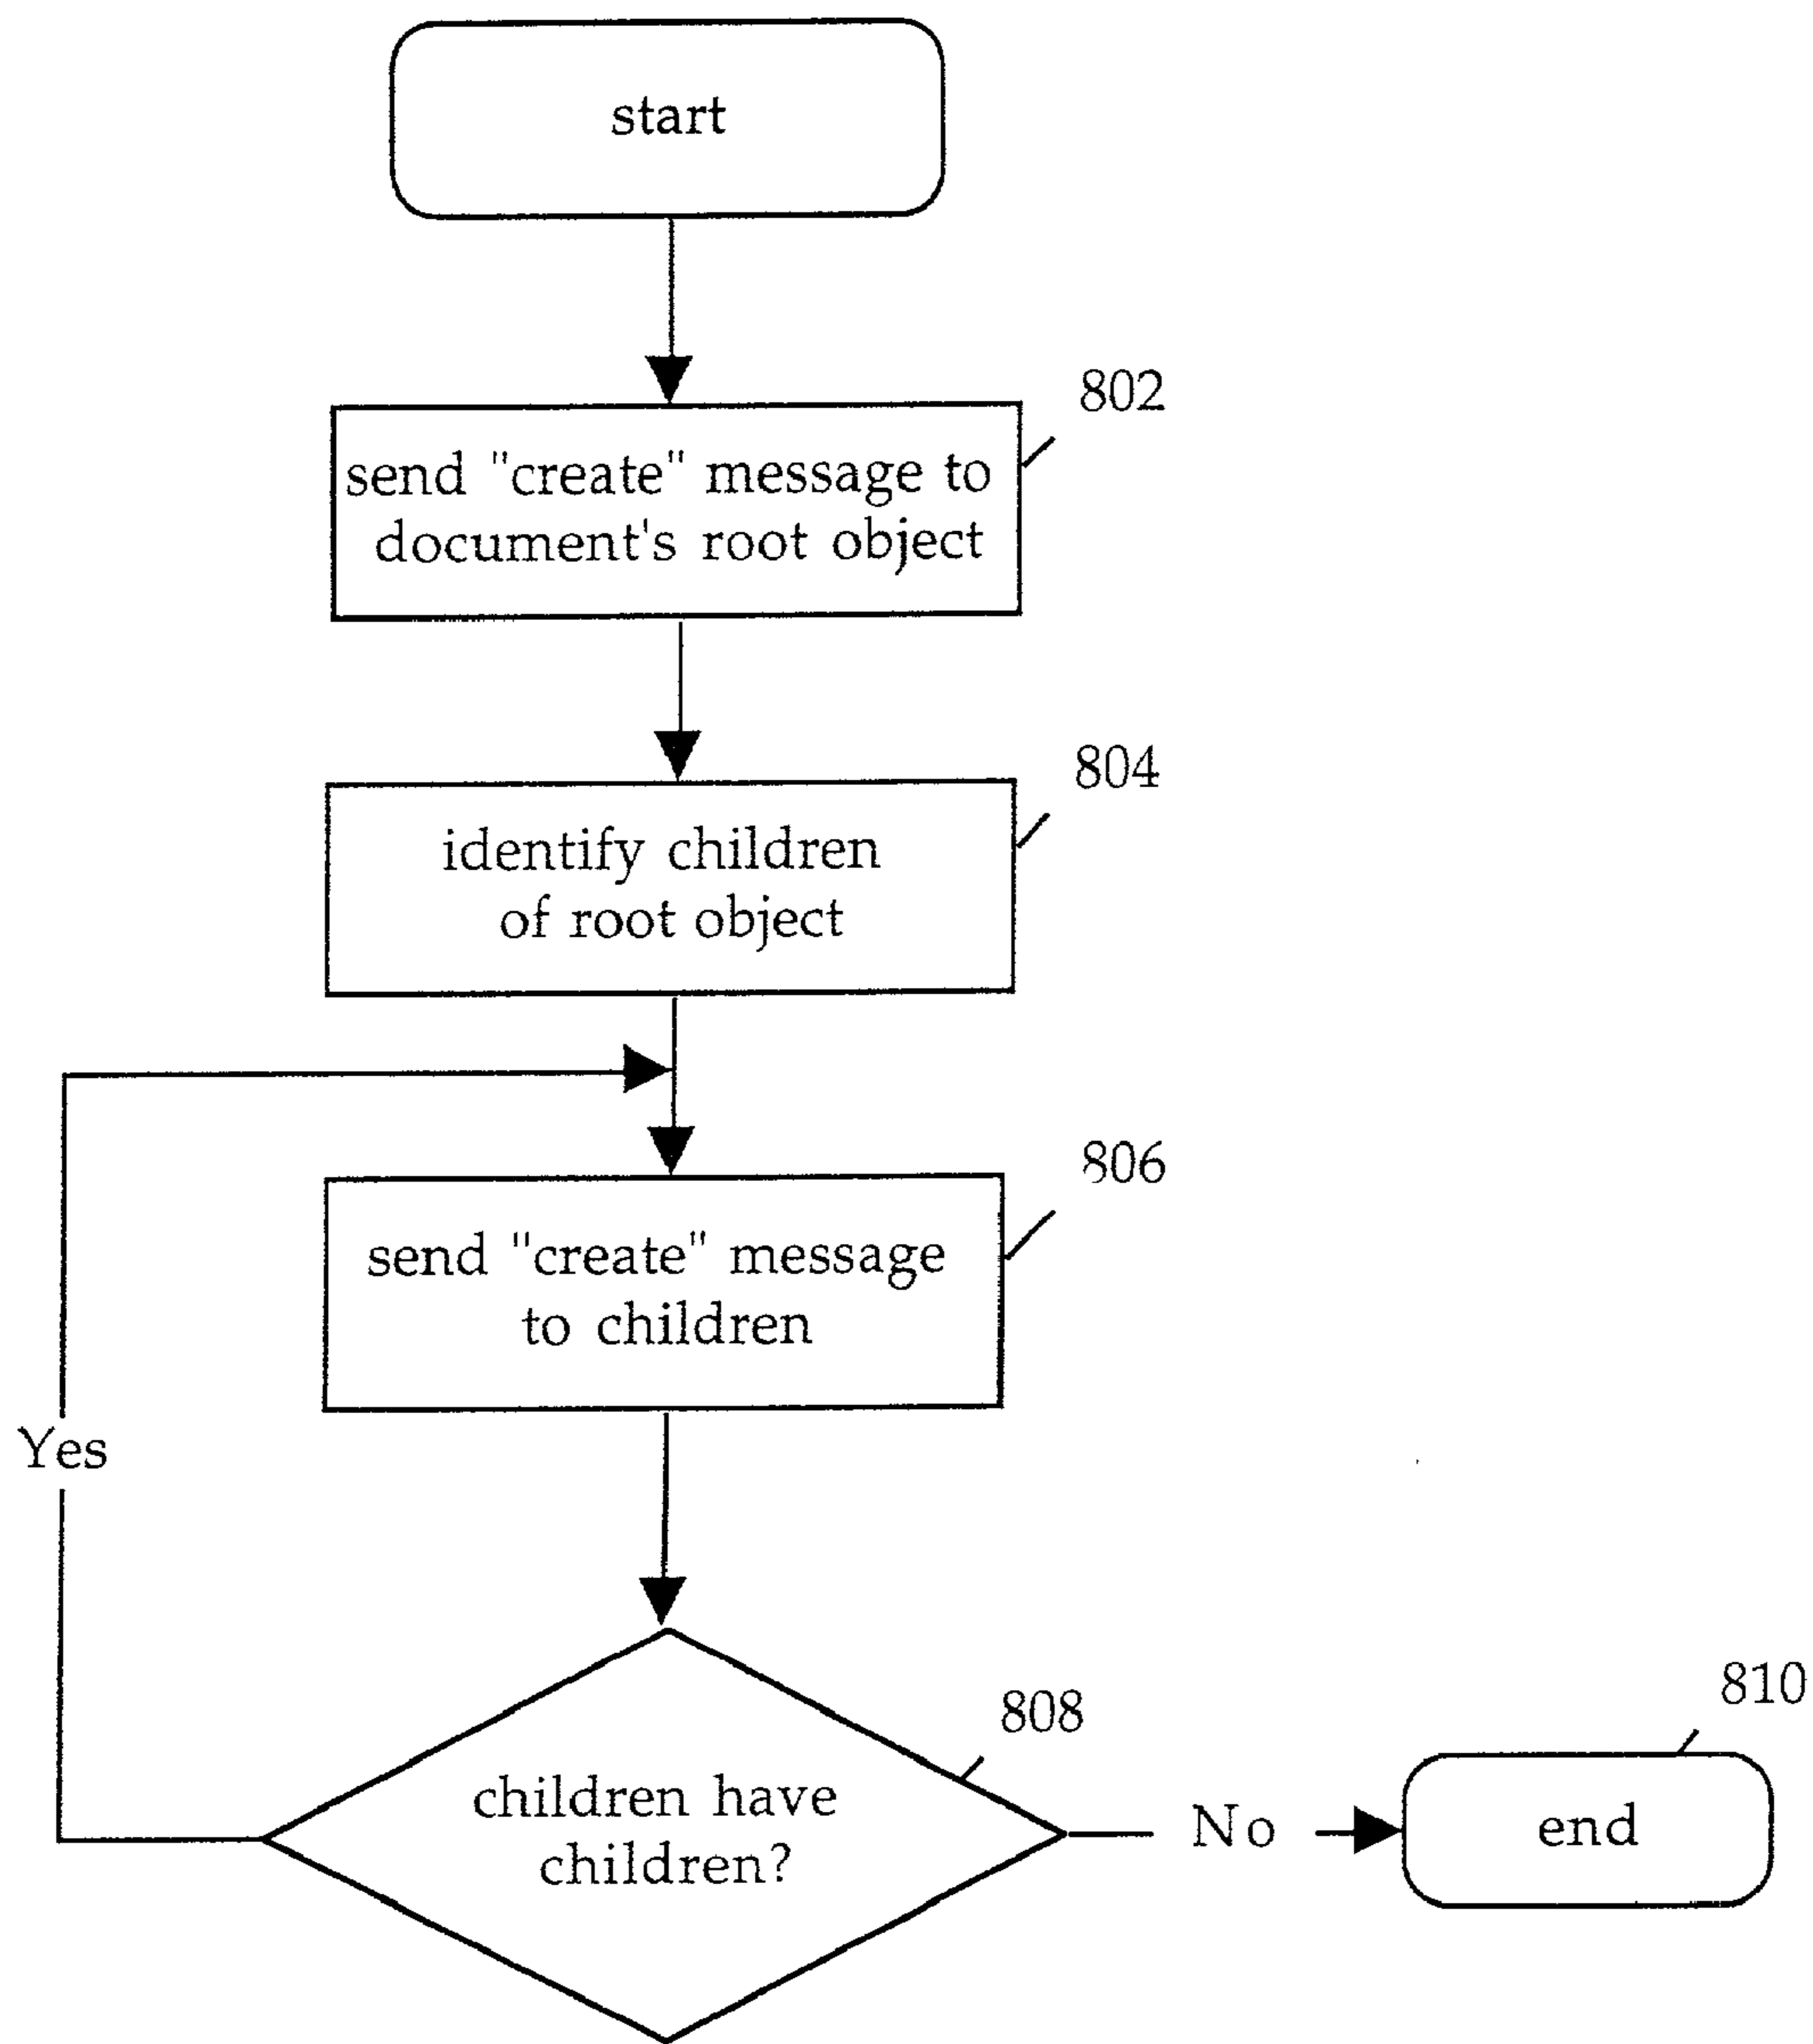 start
802
send "create" message to
document's root object
804
identify children
of root object
806
send "create" message
to children
Yes
808
children have
children?
No
810
end